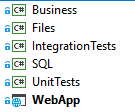 C# Business
C# Files
C# IntegrationTests
C# SQL
C# UnitTests
WebApp